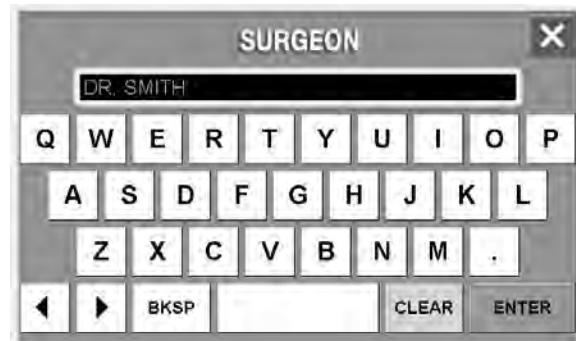 SURGEON X
DR. SMITH
Q W E R T Y U I O P
A S D F G H J K L
Z X C V B N M .
BKSP CLEAR ENTER